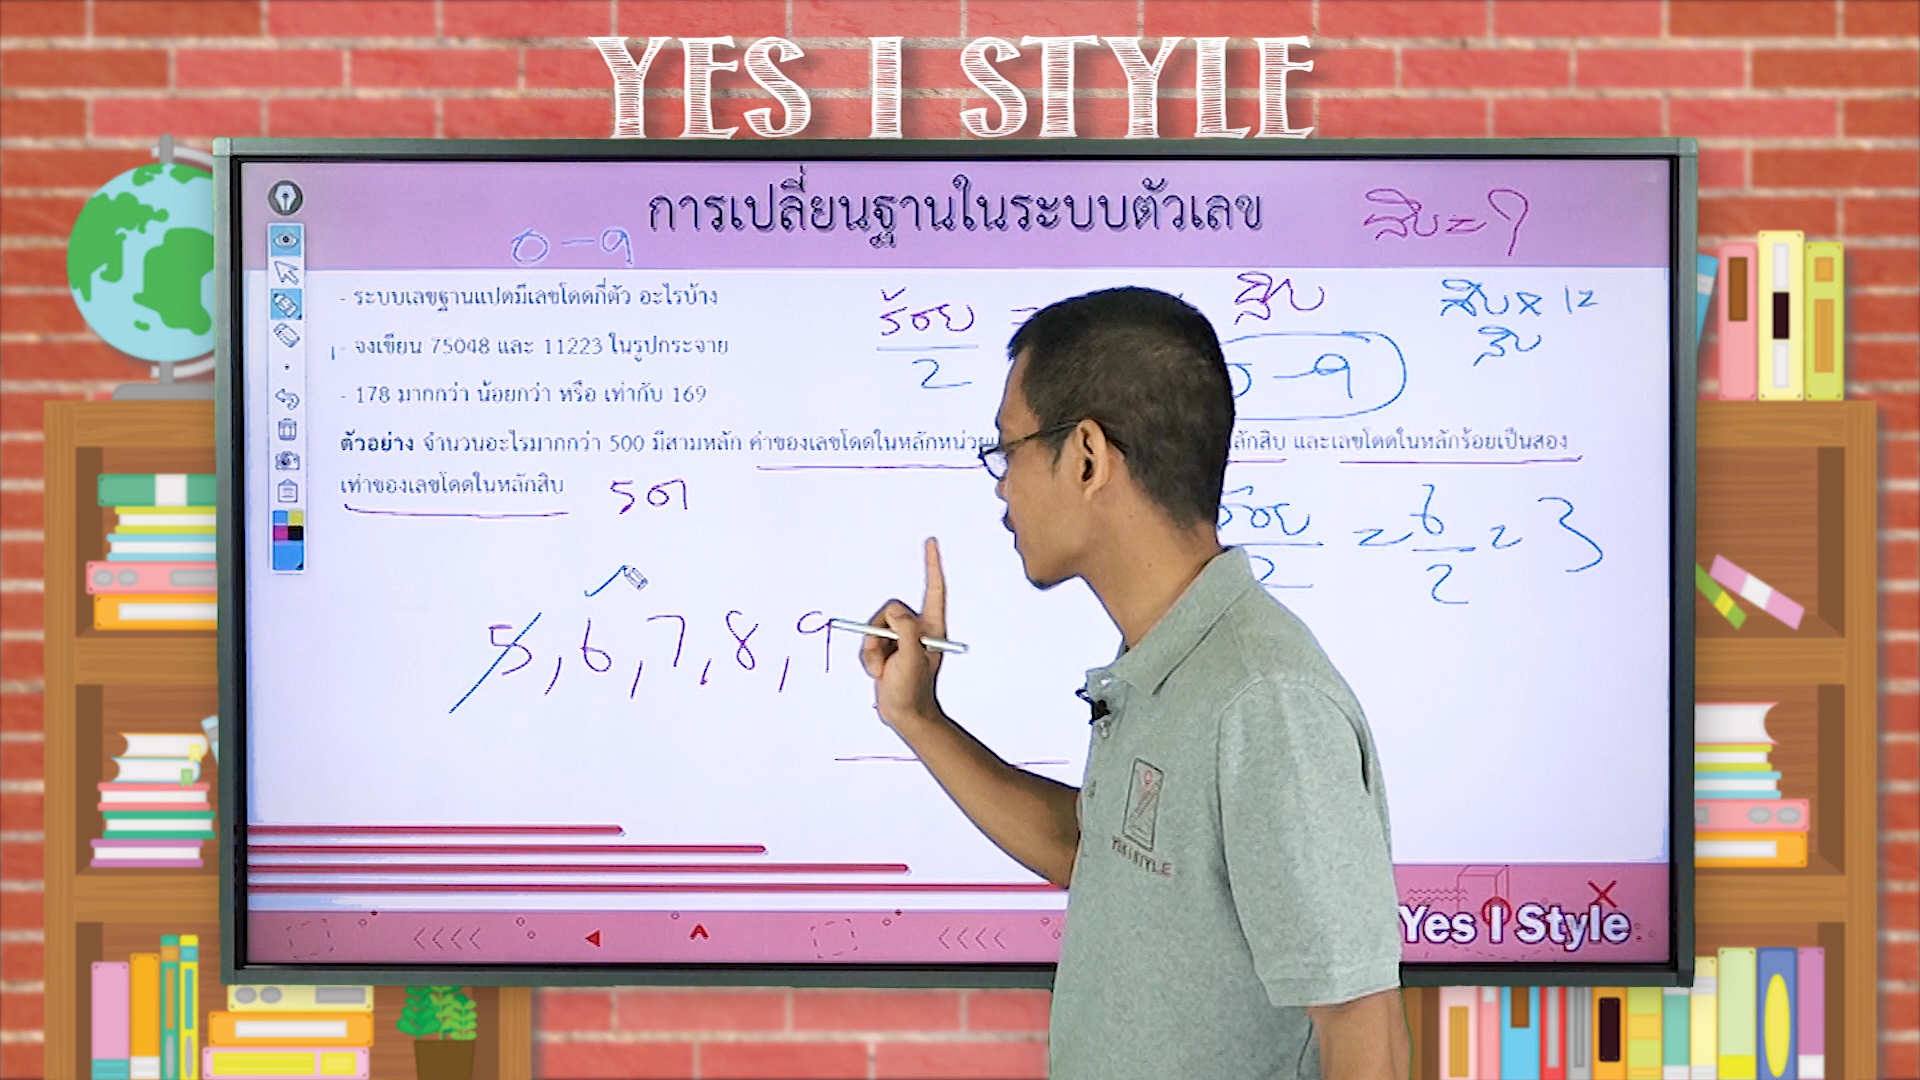 YES I STYLE
การเปลี่ยนฐานในระบบตัวเลข
สิบ = ?
0 - 9
- ระบบเลขฐานแปดมีเลขโดดกี่ตัว อะไรบ้าง
ร้อย
2
สิบ
สิบ x 1 =
สิบ
- จงเขียน 75048 และ 11223 ในรูปกระจาย
- 9
- 178 มากกว่า น้อยกว่า หรือ เท่ากับ 169
ตัวอย่าง จำนวนอะไรมากกว่า 500 มีสามหลัก ค่าของเลขโดดในหลักหน่วย ลักสิบ และเลขโดดในหลักร้อยเป็นสอง
เท่าของเลขโดดในหลักสิบ
ร้อย = 6 = 3
2 2
5, 6, 7, 8, 9
YES I STYLE
Yes I Style